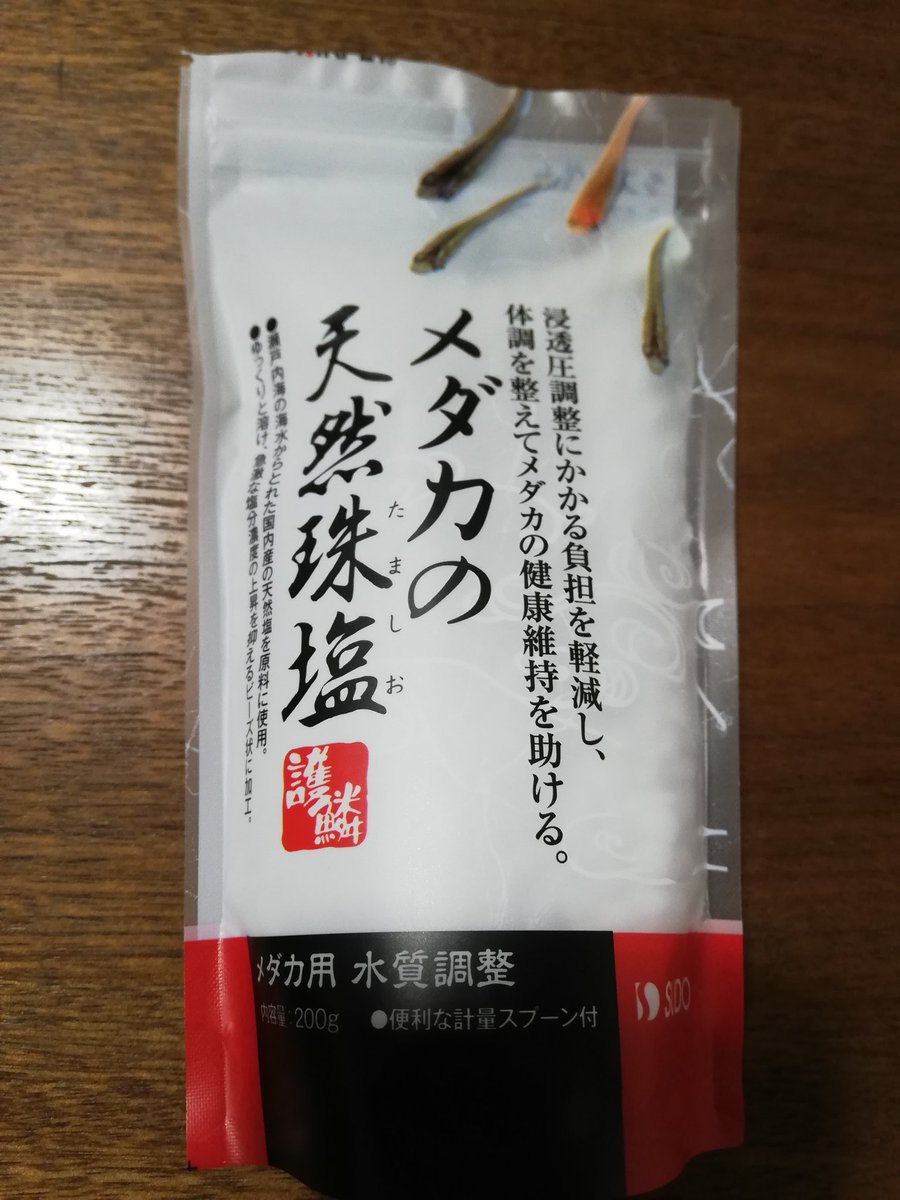 浸透圧調整にかかる負担を軽減し、
体調を整えてメダカの健康維持を助ける。
メダカの
天然珠塩
たましお
●瀬戸内海の海水からとれた国内産の天然塩を原料に使用。
●ゆっくりと溶け、急激な塩分濃度の上昇を抑えるビーズ状に加工。
護鱗
メダカ用 水質調整
内容量:200g ●便利な計量スプーン付
SIDO